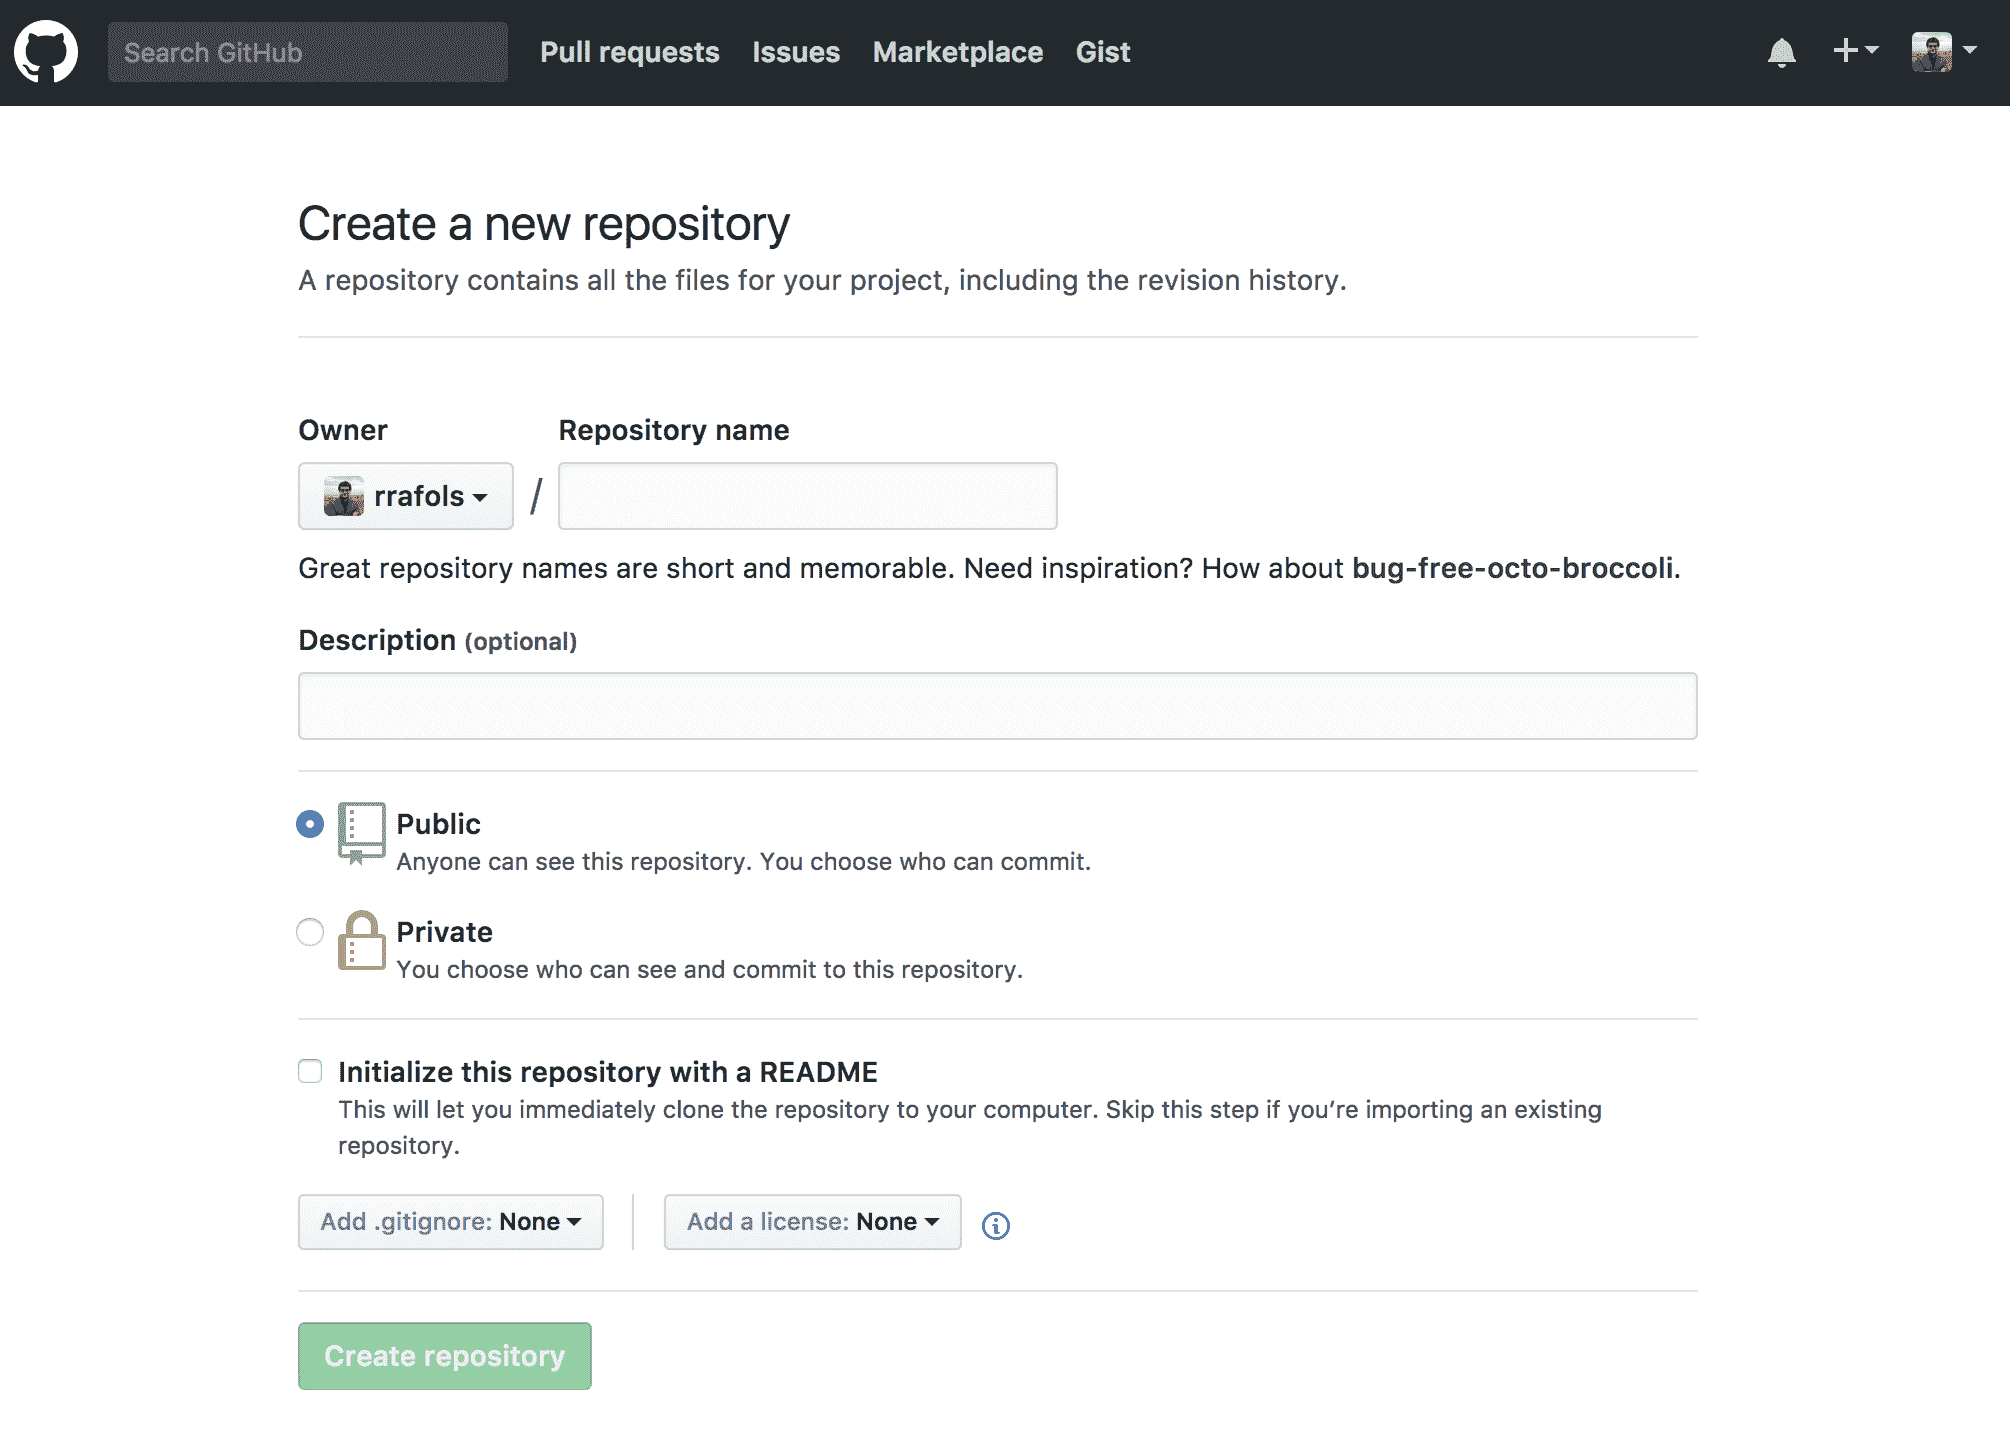 Search GitHub Pull requests Issues Marketplace Gist
Create a new repository
A repository contains all the files for your project, including the revision history.
Owner Repository name
rrafols / 
Great repository names are short and memorable. Need inspiration? How about bug-free-octo-broccoli.
Description (optional)
Public
Anyone can see this repository. You choose who can commit.
Private
You choose who can see and commit to this repository.
Initialize this repository with a README
This will let you immediately clone the repository to your computer. Skip this step if you’re importing an existing
repository.
Add .gitignore: None Add a license: None
Create repository